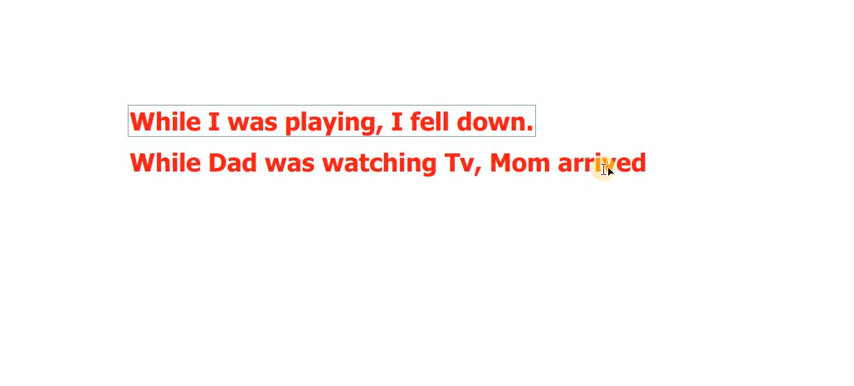 While I was playing, I fell down.
While Dad was watching Tv, Mom arrived